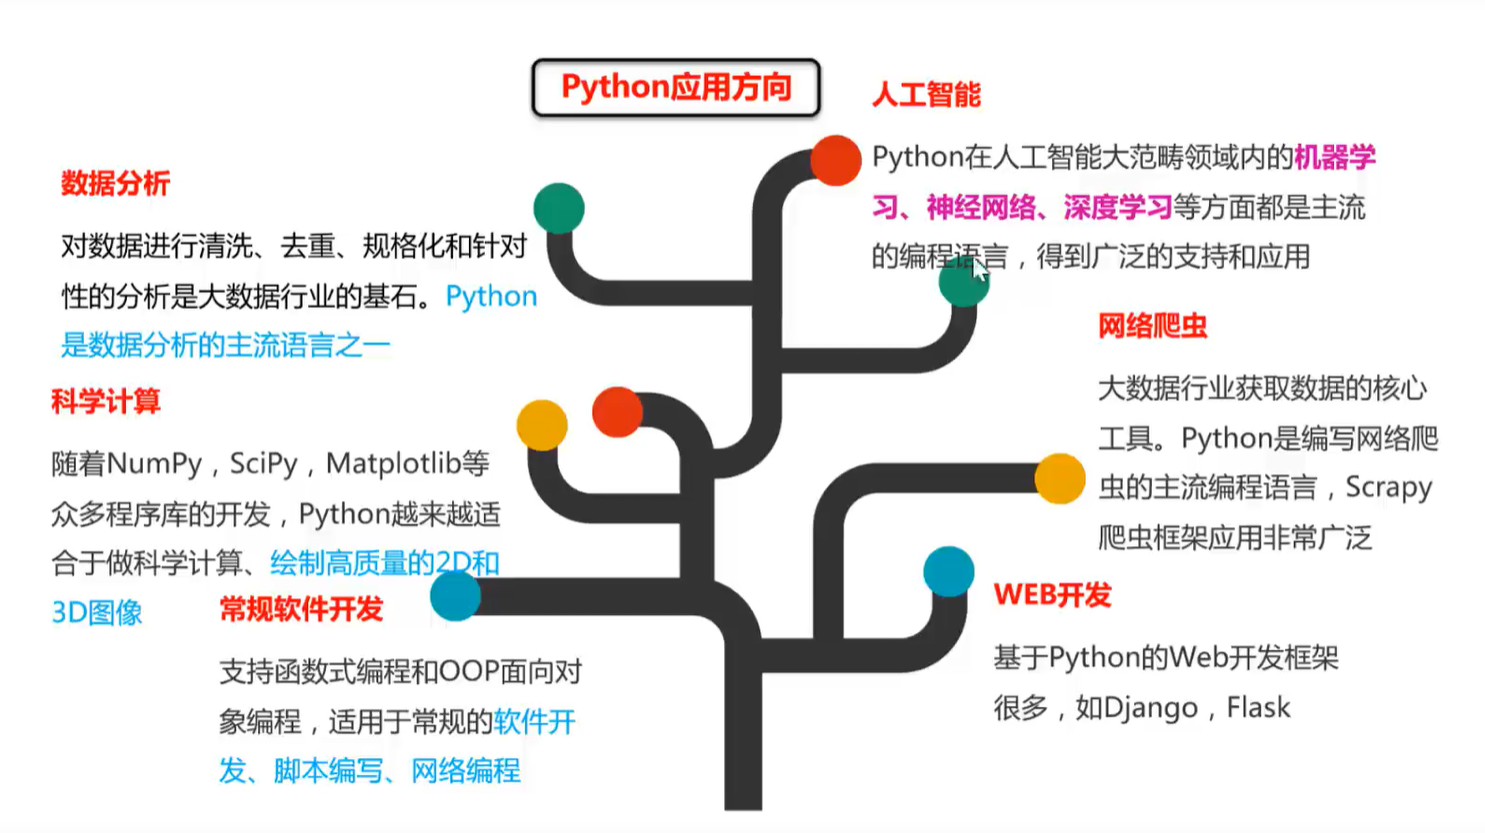 Python应用方向
人工智能
Python在人工智能大范畴领域内的机器学
习、神经网络、深度学习等方面都是主流
的编程语言，得到广泛的支持和应用
数据分析
对数据进行清洗、去重、规格化和针对
性的分析是大数据行业的基石。Python
是数据分析的主流语言之一
网络爬虫
大数据行业获取数据的核心
工具。Python是编写网络爬
虫的主流编程语言，Scrapy
爬虫框架应用非常广泛
科学计算
随着NumPy，SciPy，Matplotlib等
众多程序库的开发，Python越来越适
合于做科学计算、绘制高质量的2D和
3D图像
常规软件开发
支持函数式编程和OOP面向对
象编程，适用于常规的软件开
发、脚本编写、网络编程
WEB开发
基于Python的Web开发框架
很多，如Django，Flask